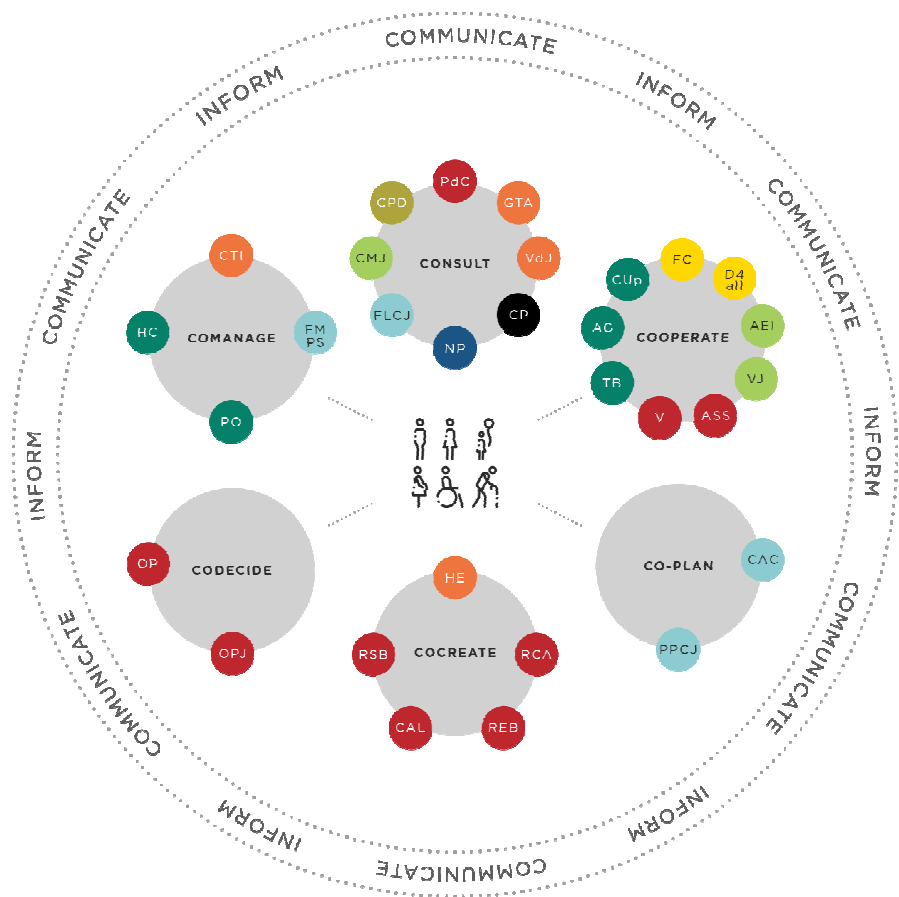 COMMUNICATE
INFORM
INFORM
COMMUNICATE
COMMUNICATE
INFORM
INFORM
COMMUNICATE
COMMUNICATE
INFORM
INFORM
COMMUNICATE
PdC
CPD
GTA
CMJ
CONSULT
VdJ
FLCJ
CP
NP
CTI
HC
COMANAGE
FM
PS
PO
FC
CUp
D4
all
AG
COOPERATE
AEI
TB
VJ
V
ASS
OP
CODECIDE
OPJ
HE
RSB
COCREATE
RCA
CAL
REB
CO-PLAN
CAC
PPCJ